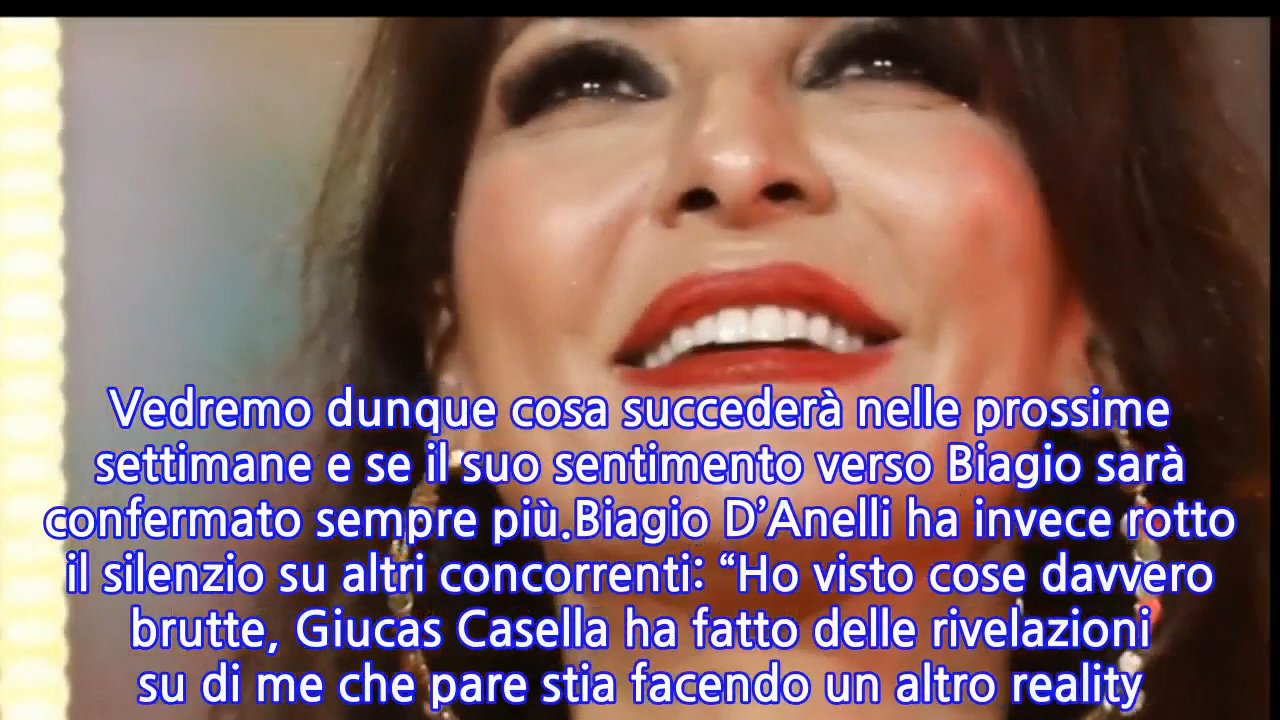 Vedremo dunque cosa succederà nelle prossime
settimane e se il suo sentimento verso Biagio sarà
confermato sempre più.Biagio D’Anelli ha invece rotto
il silenzio su altri concorrenti: “Ho visto cose davvero
brutte, Giucas Casella ha fatto delle rivelazioni
su di me che pare stia facendo un altro reality